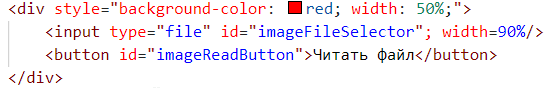 <div style="background-color: red; width: 50%;">
<input type="file" id="imageFileSelector"; width=90%/>
<button id="imageReadButton">Читать файл</button>
</div>